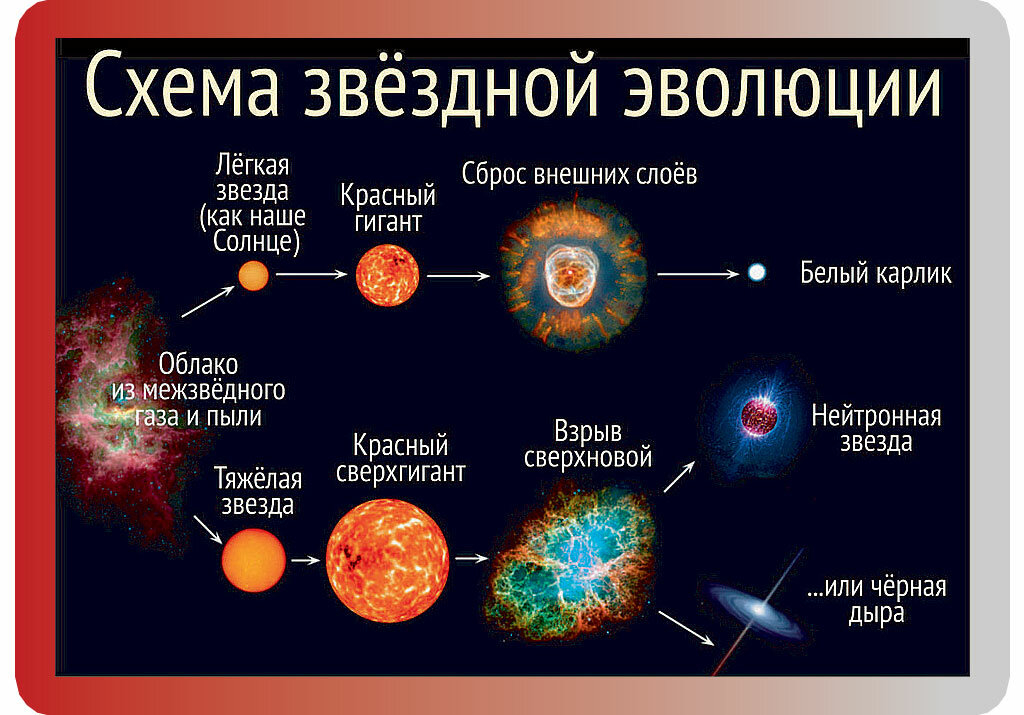 Схема звёздной эволюции
Лёгкая
звезда
(как наше
Солнце)
Красный
гигант
Сброс внешних слоёв
Белый карлик
Облако
из межзвёдного
газа и пыли
Тяжёлая
звезда
Красный
сверхгигант
Взрыв
сверхновой
Нейтронная
звезда
...или чёрная
дыра